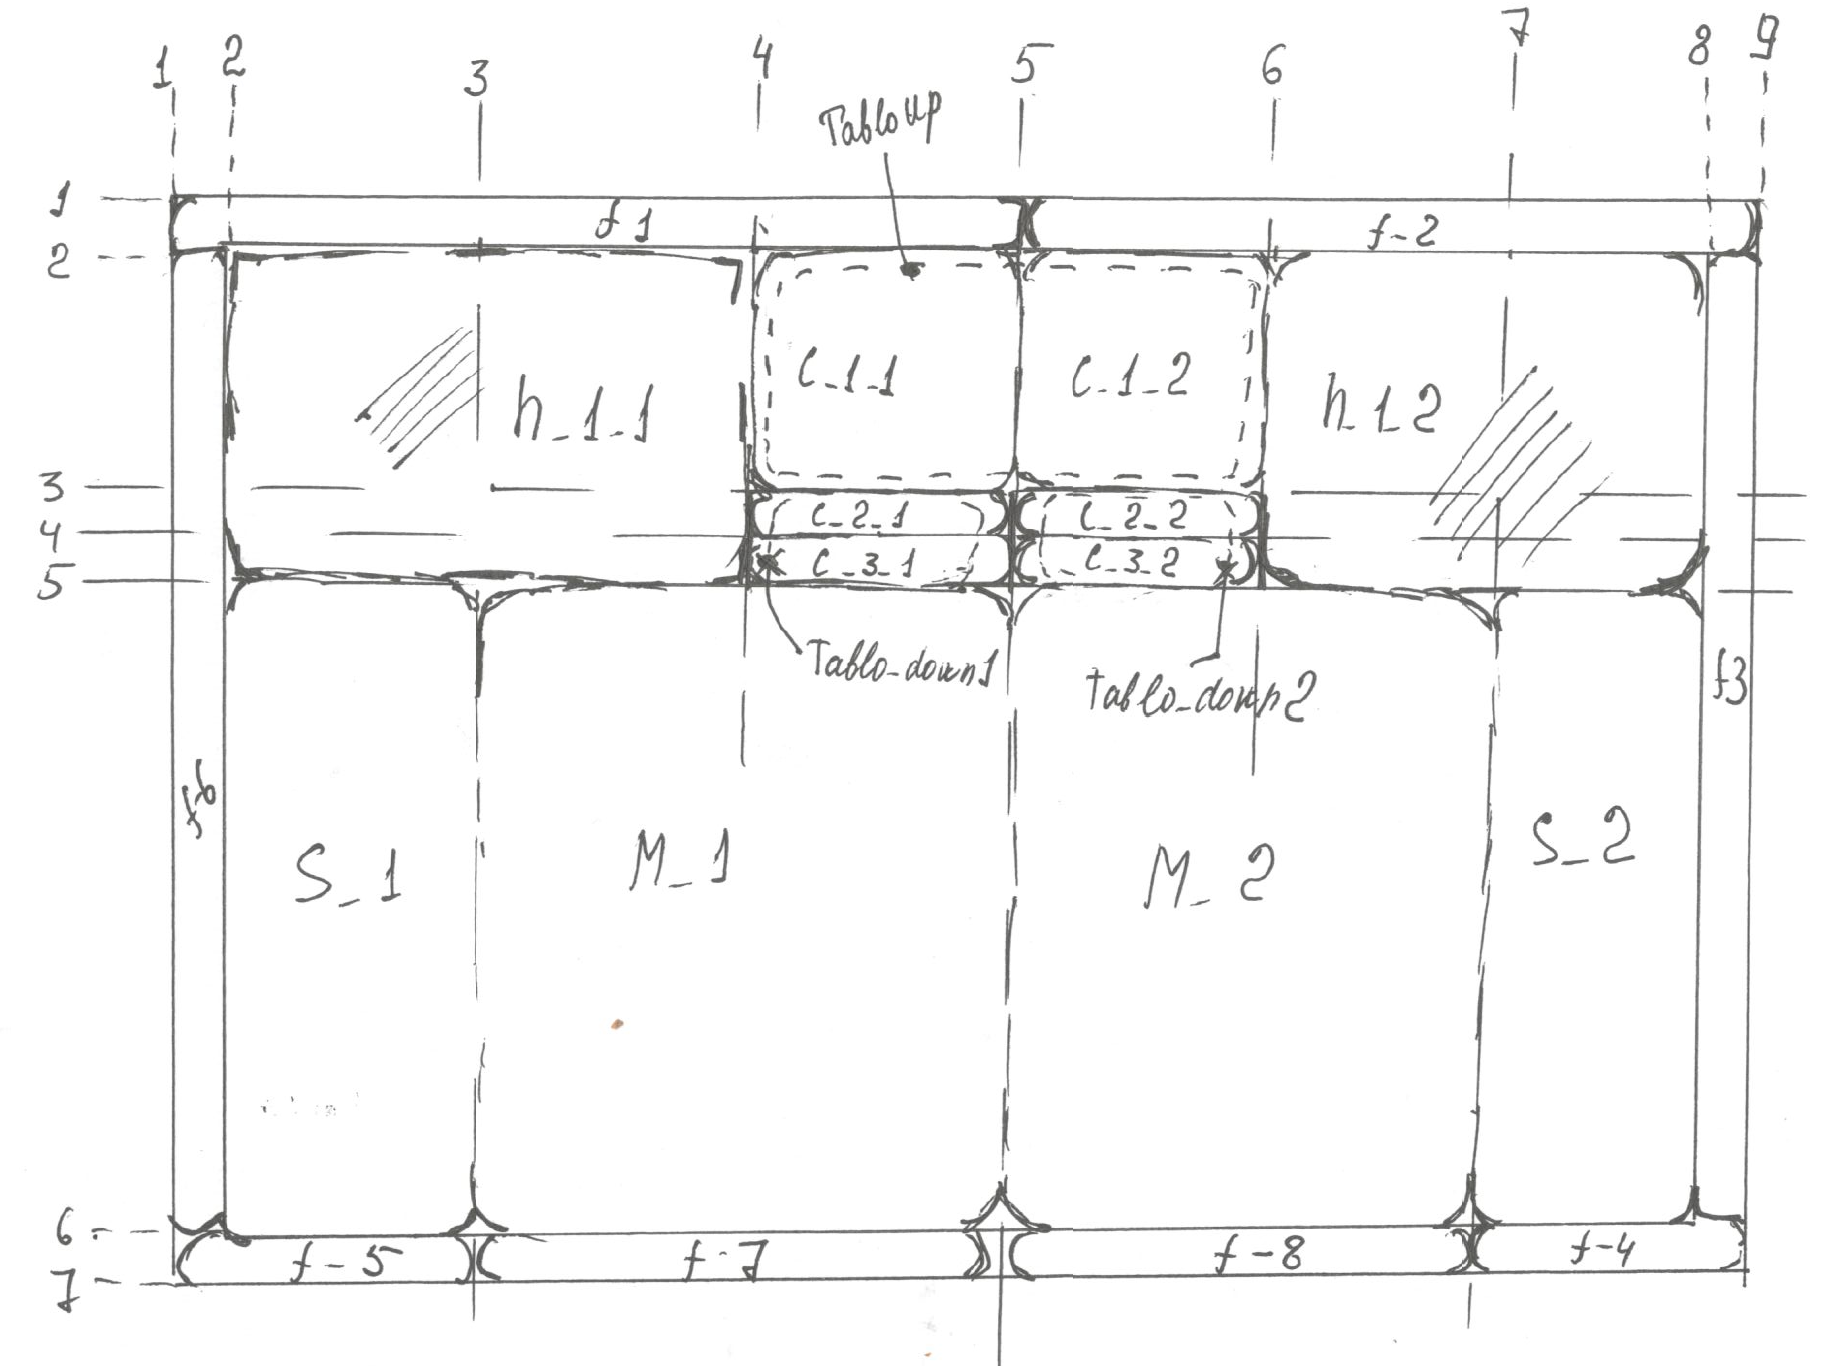 1 2 3 4 5 6 7 8 9
Tablo up
1
f 1
f-2
2
C_1_1
C_1_2
h_1_1
h_1_2
3
C_2_1
C_2_2
4
C_3_1
C_3_2
5
Tablo_down1
Tablo_down2
f3
f6
S_1
M_1
M_2
S_2
6
f-5
f-7
f-8
f-4
7